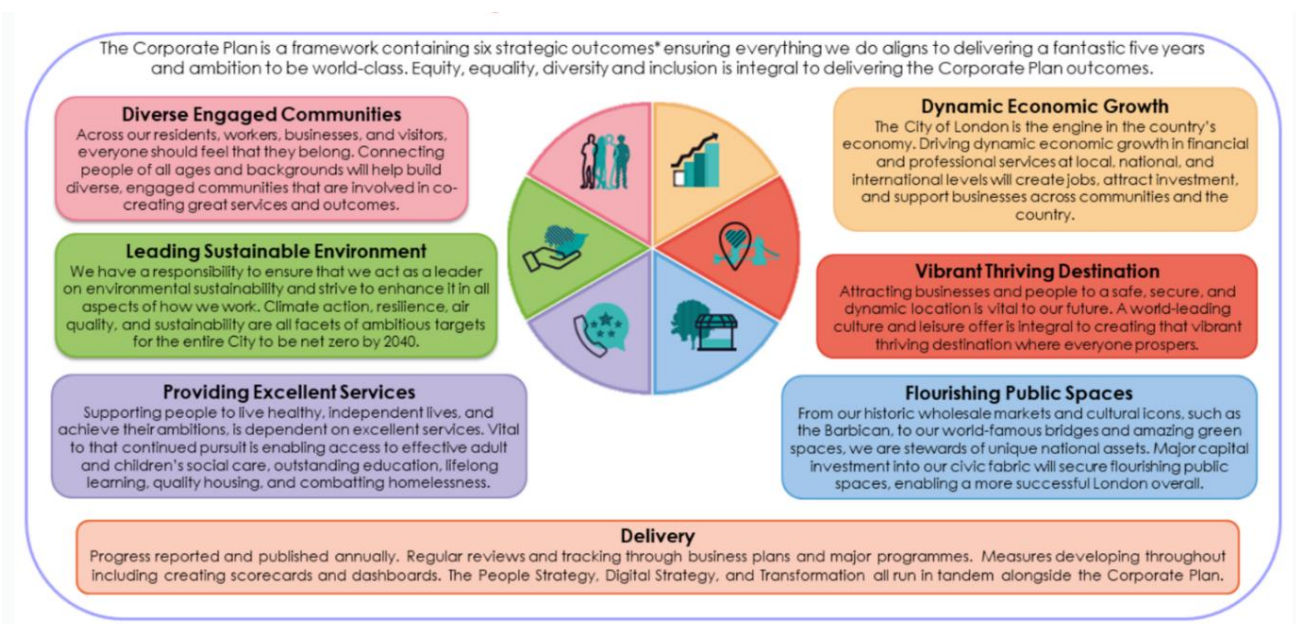 The Corporate Plan is a framework containing six strategic outcomes* ensuring everything we do aligns to delivering a fantastic five years
and ambition to be world-class. Equity, equality, diversity and inclusion is integral to delivering the Corporate Plan outcomes.
Diverse Engaged Communities
Across our residents, workers, businesses, and visitors,
everyone should feel that they belong. Connecting
people of all ages and backgrounds will help build
diverse, engaged communities that are involved in co-
creating great services and outcomes.
Leading Sustainable Environment
We have a responsibility to ensure that we act as a leader
on environmental sustainability and strive to enhance it in all
aspects of how we work. Climate action, resilience, air
quality, and sustainability are all facets of ambitious targets
for the entire City to be net zero by 2040.
Providing Excellent Services
Supporting people to live healthy, independent lives, and
achieve their ambitions, is dependent on excellent services. Vital
to that continued pursuit is enabling access to effective adult
and children's social care, outstanding education, lifelong
learning, quality housing, and combatting homelessness.
Dynamic Economic Growth
The City of London is the engine in the country's
economy. Driving dynamic economic growth in financial
and professional services at local, national, and
international levels will create jobs, attract investment,
and support businesses across communities and the
country.
Vibrant Thriving Destination
Attracting businesses and people to a safe, secure, and
dynamic location is vital to our future. A world-leading
culture and leisure offer is integral to creating that vibrant
thriving destination where everyone prospers.
Flourishing Public Spaces
From our historic wholesale markets and cultural icons, such as
the Barbican, to our world-famous bridges and amazing green
spaces, we are stewards of unique national assets. Major capital
investment into our civic fabric will secure flourishing public
spaces, enabling a more successful London overall.
Delivery
Progress reported and published annually. Regular reviews and tracking through business plans and major programmes. Measures developing throughout
including creating scorecards and dashboards. The People Strategy, Digital Strategy, and Transformation all run in tandem alongside the Corporate Plan.